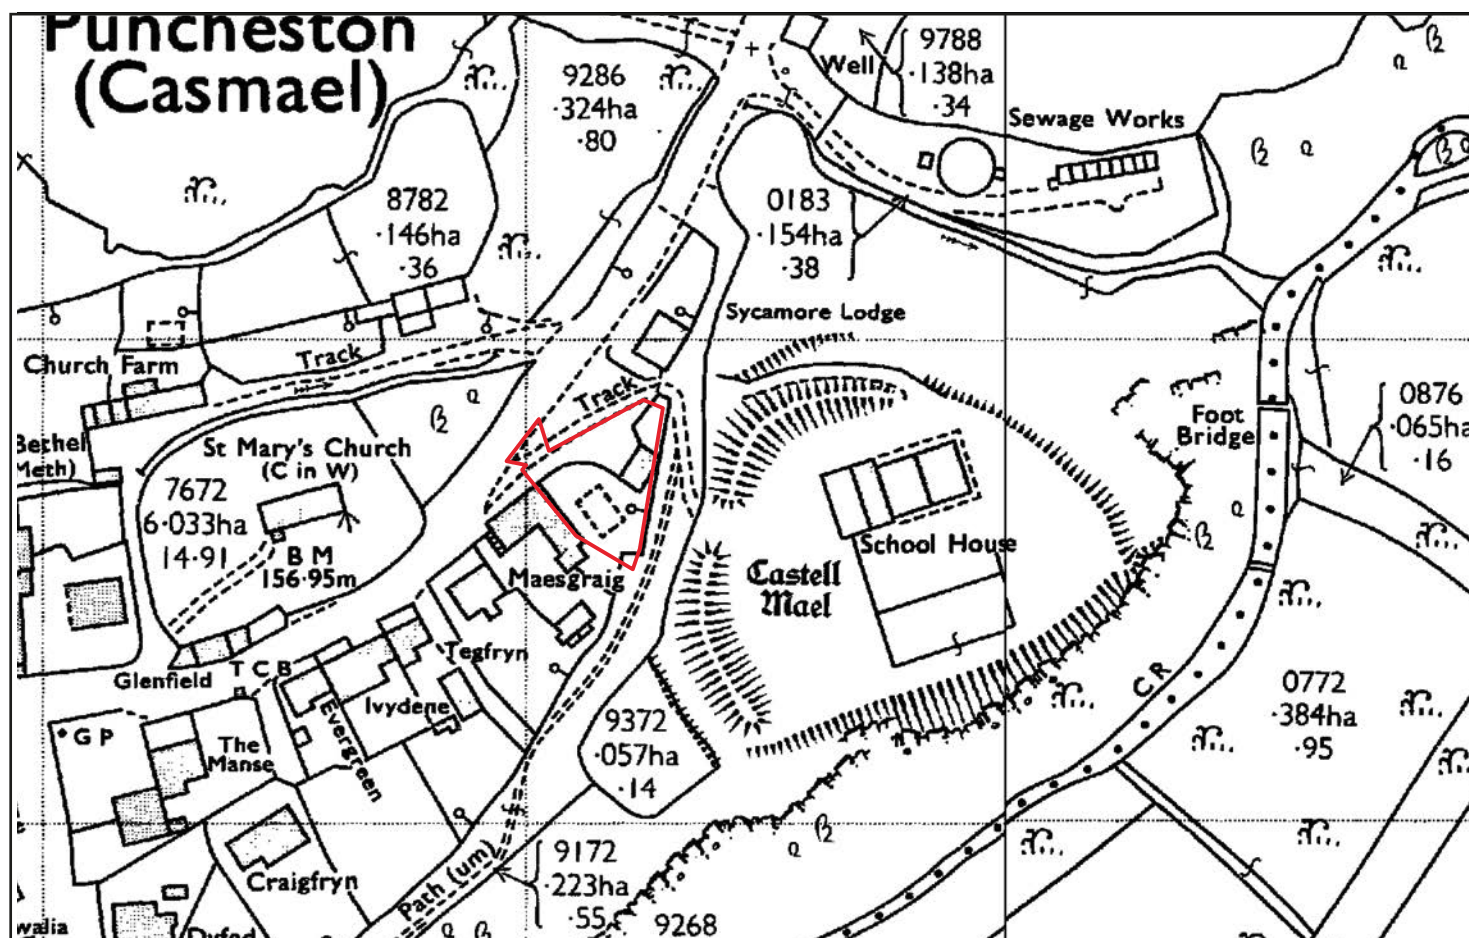 Puncheston
(Casmael)
9286
·324ha
·80
Well
9788
·138ha
·34
Sewage Works
8782
·146ha
·36
0183
·154ha
·38
Sycamore Lodge
Church Farm
Track
Track
0876
·065ha
·16
Foot
Bridge
Bethel
(Meth)
St Mary's Church
(C in W)
7672
6·033ha
14·91
B M
156·95m
School House
Castell
Mael
Maesgraig
Tegfryn
Glenfield
T C B
Ivydene
Evergreen
G P
The
Manse
9372
·057ha
·14
C R
0772
·384ha
·95
Craigfryn
Path (um)
9172
·223ha
·55
9268
walia
Dyfed